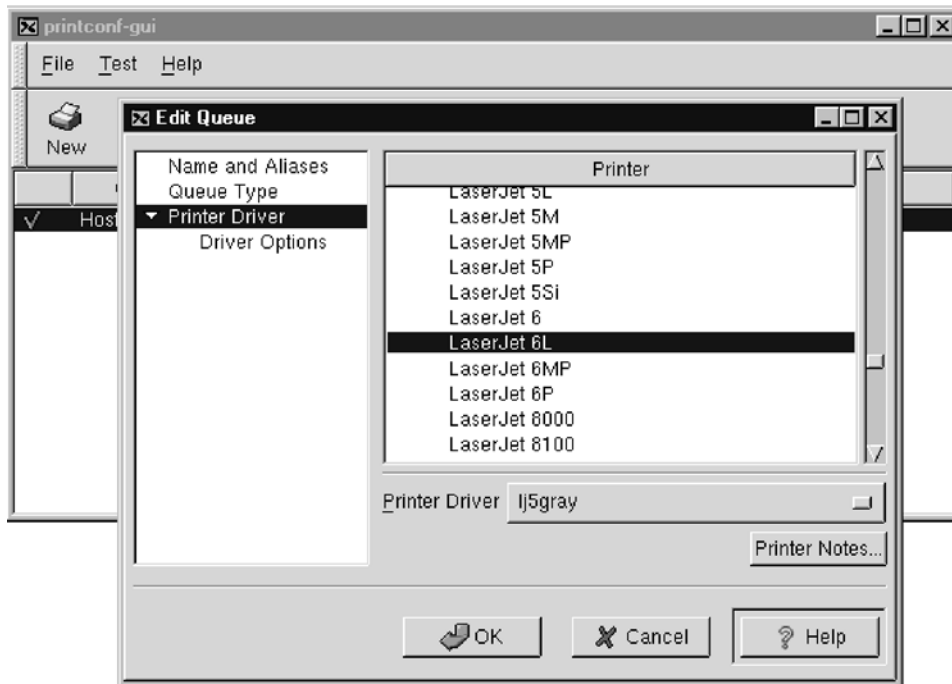 printconf-gui
File Test Help
New
Host
Edit Queue
Name and Aliases
Queue Type
Printer Driver
Driver Options
Printer
LaserJet 5L
LaserJet 5M
LaserJet 5MP
LaserJet 5P
LaserJet 5Si
LaserJet 6
LaserJet 6L
LaserJet 6MP
LaserJet 6P
LaserJet 8000
LaserJet 8100
Printer Driver lj5gray
Printer Notes...
OK Cancel Help